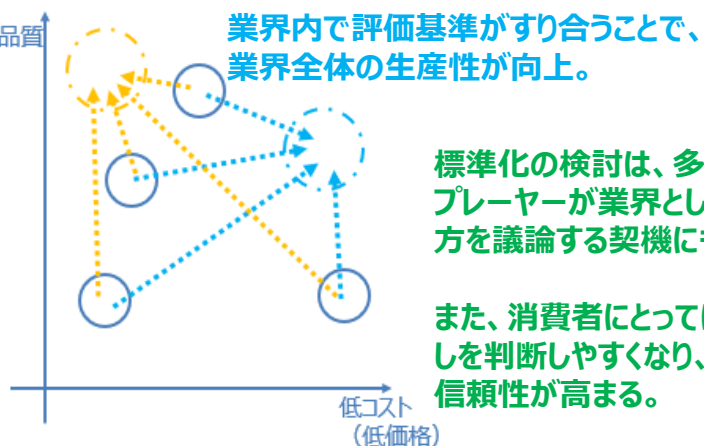 品質
業界内で評価基準がすり合うことで、
業界全体の生産性が向上。
標準化の検討は、多
プレーヤーが業界とし
方を議論する契機に
また、消費者にとって
しを判断しやすくなり、
信頼性が高まる。
低コスト
（低価格）